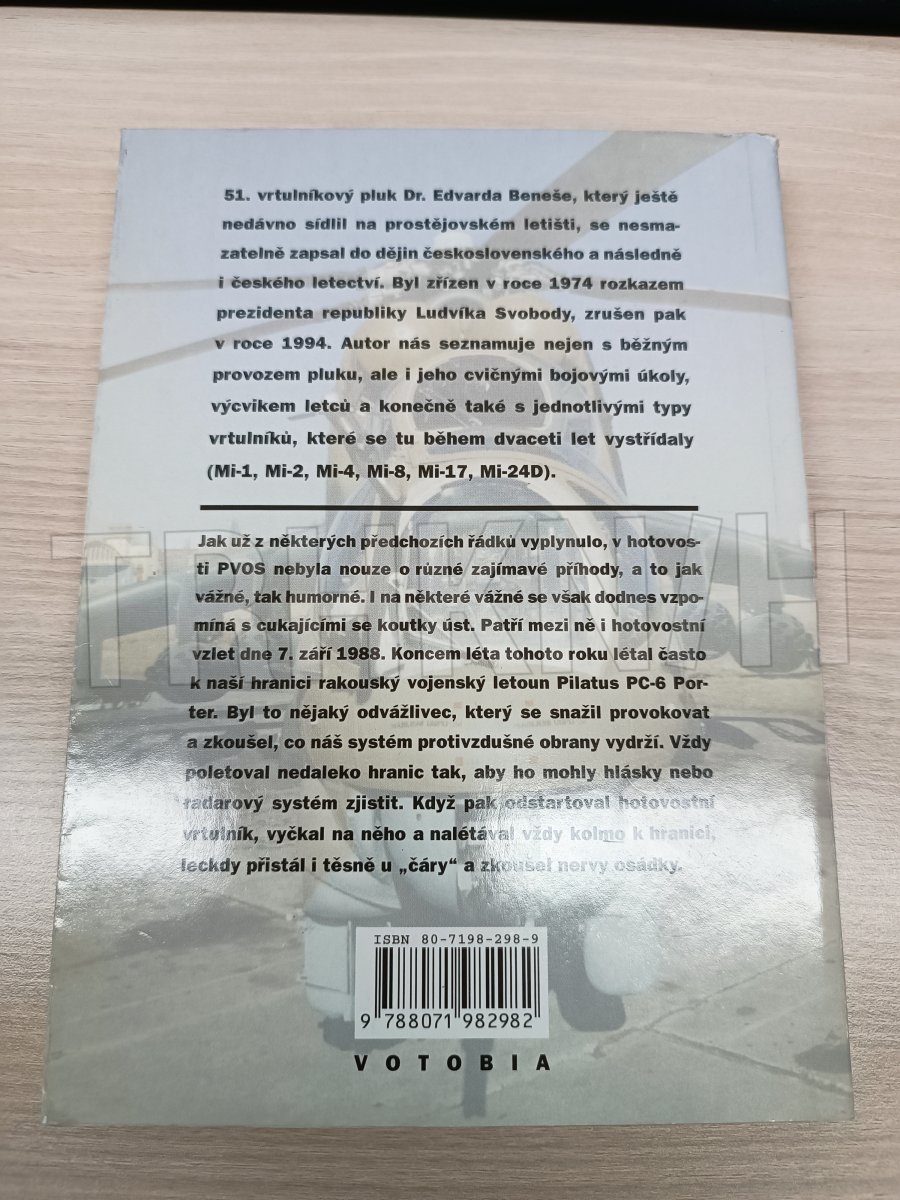 51. vrtulníkový pluk Dr. Edvarda Beneše, který ještě
nedávno sídlil na prostějovském letišti, se nesma-
zatelně zapsal do dějin československého a následně
i českého letectví. Byl zřízen v roce 1974 rozkazem
prezidenta republiky Ludvíka Svobody, zrušen pak
v roce 1994. Autor nás seznamuje nejen s běžným
provozem pluku, ale i jeho cvičnými bojovými úkoly,
výcvikem letců a konečně také s jednotlivými typy
vrtulníků, které se tu během dvaceti let vystřídaly
(Mi-1, Mi-2, Mi-4, Mi-8, Mi-17, Mi-24D).
TRHKNIH
Jak už z některých předchozích řádků vyplynulo, v hotovos-
ti PVOS nebyla nouze o různé zajímavé příhody, a to jak
vážné, tak humorné. I na některé vážné se však dodnes vzpo-
míná s cukajícími se koutky úst. Patří mezi ně i hotovostní
vzlet dne 7. září 1988. Koncem léta tohoto roku létal často
k naší hranici rakouský vojenský letoun Pilatus PC-6 Por-
ter. Byl to nějaký odvážlivec, který se snažil provokovat
a zkoušel, co náš systém protivzdušné obrany vydrží. Vždy
poletoval nedaleko hranic tak, aby ho mohly hlásky nebo
radarový systém zjistit. Když pak odstartoval hotovostní
vrtulník, vyčkal na něho a nalétával vždy kolmo k hranici,
leckdy přistál i těsně u „čáry“ a zkoušel nervy osádky.
ISBN 80-7198-298-9
9 788071 982982
VOTOBIA